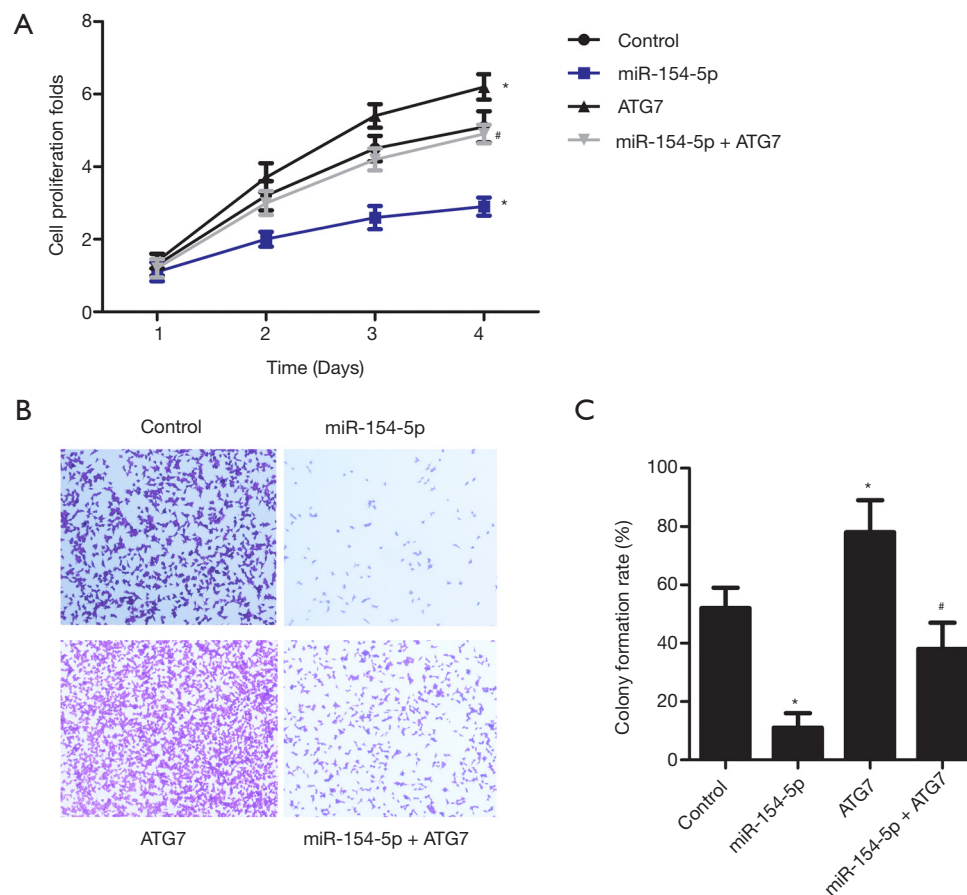 A
Cell proliferation folds
8
6
4
2
0
1 2 3 4
Time (Days)
*
#
*
Control
miR-154-5p
ATG7
miR-154-5p + ATG7
B
Control miR-154-5p
ATG7 miR-154-5p + ATG7
C
Colony formation rate (%)
100
80
60
40
20
0
*
*
#
Control
miR-154-5p
ATG7
miR-154-5p + ATG7